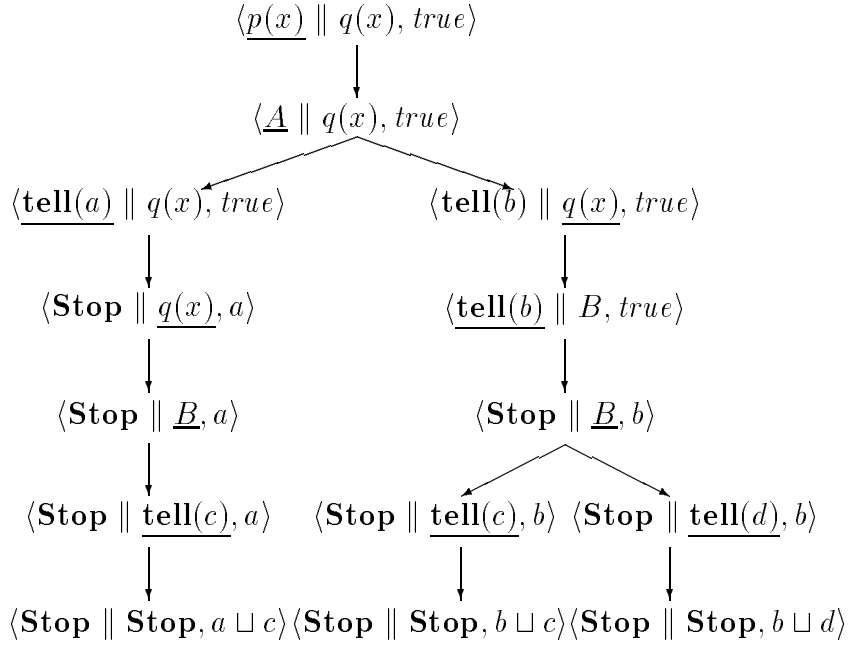 ⟨p(x) ∥ q(x), true⟩
⟨A ∥ q(x), true⟩
⟨tell(a) ∥ q(x), true⟩ ⟨tell(b) ∥ q(x), true⟩
⟨Stop ∥ q(x), a⟩ ⟨tell(b) ∥ B, true⟩
⟨Stop ∥ B, a⟩ ⟨Stop ∥ B, b⟩
⟨Stop ∥ tell(c), a⟩ ⟨Stop ∥ tell(c), b⟩ ⟨Stop ∥ tell(d), b⟩
⟨Stop ∥ Stop, a ⊔ c⟩ ⟨Stop ∥ Stop, b ⊔ c⟩ ⟨Stop ∥ Stop, b ⊔ d⟩